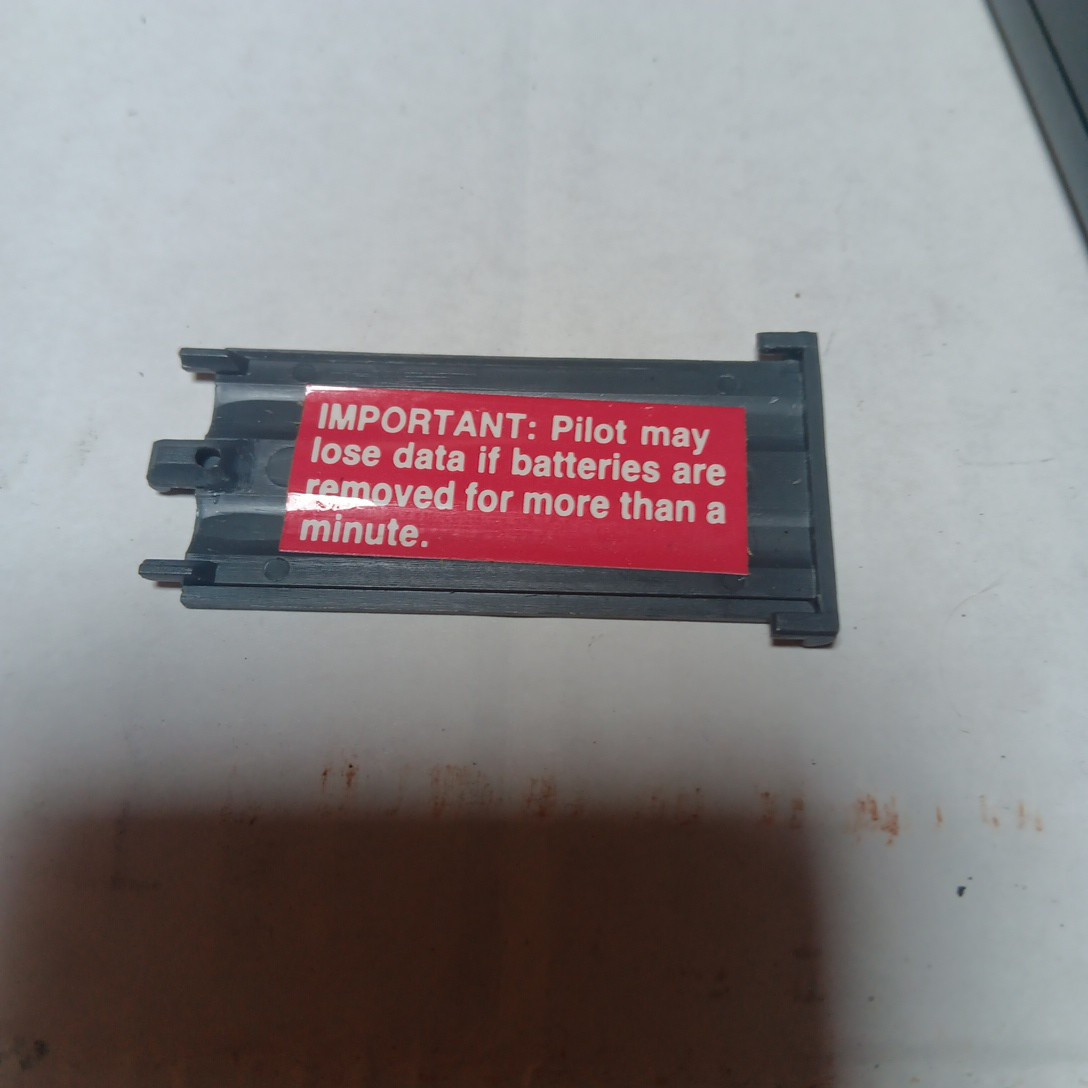 IMPORTANT: Pilot may
lose data if batteries are
removed for more than a
minute.